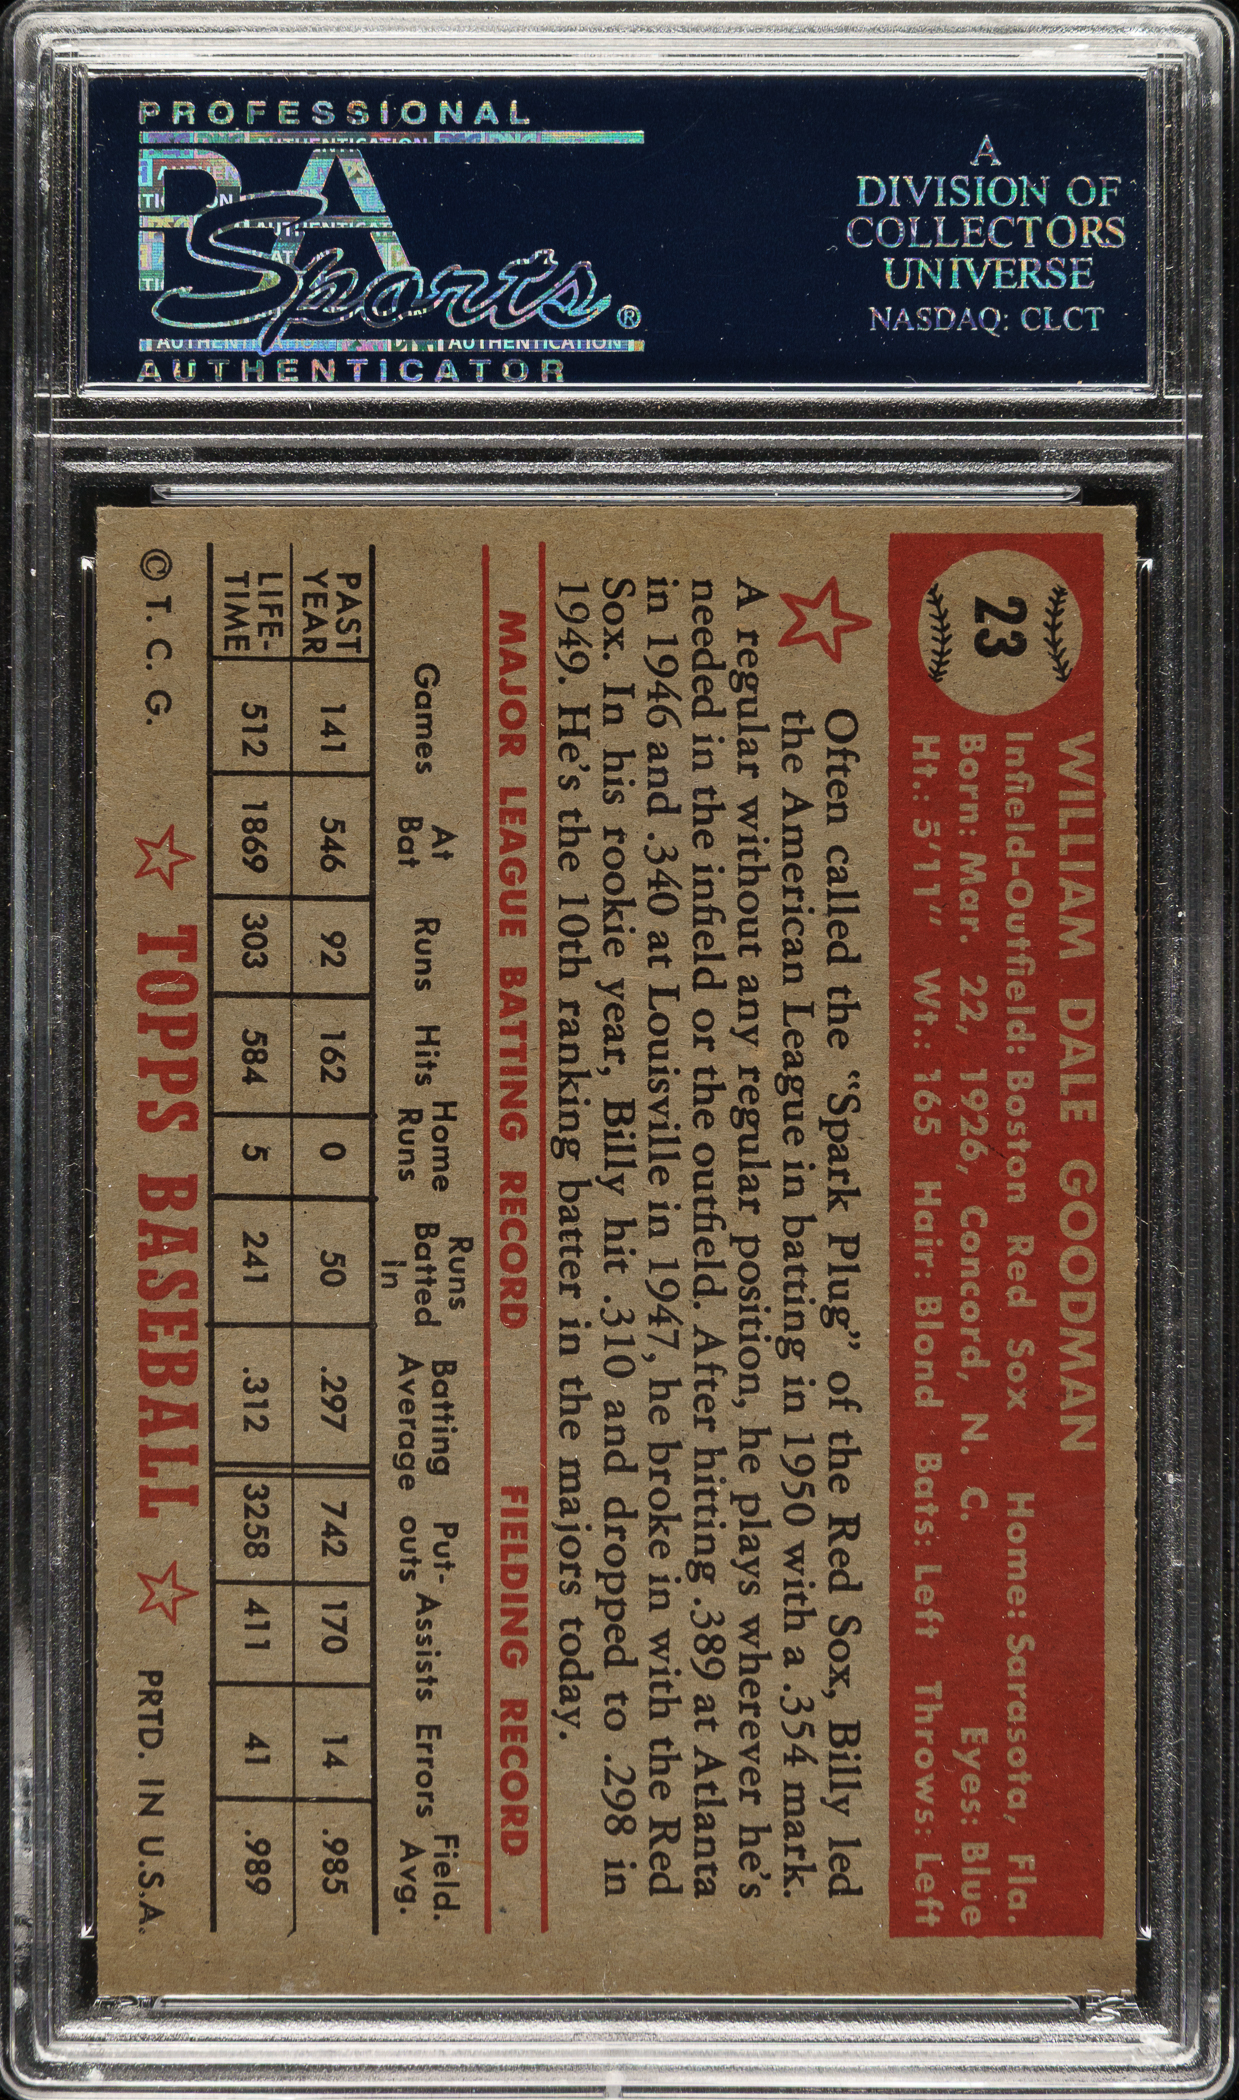 PROFESSIONAL
PSA
Sports®
AUTHENTICATOR
A
DIVISION OF
COLLECTORS
UNIVERSE
NASDAQ: CLCT
23
WILLIAM DALE GOODMAN
Infield-Outfield: Boston Red Sox Home: Sarasota, Fla.
Born: Mar. 22, 1926, Concord, N. C. Eyes: Blue
Ht.: 5'11" Wt.: 165 Hair: Blond Bats: Left Throws: Left
Often called the “Spark Plug” of the Red Sox, Billy led
the American League in batting in 1950 with a .354 mark.
A regular without any regular position, he plays wherever he's
needed in the infield or the outfield. After hitting .389 at Atlanta
in 1946 and .340 at Louisville in 1947, he broke in with the Red
Sox. In his rookie year, Billy hit .310 and dropped to .298 in
1949. He's the 10th ranking batter in the majors today.
MAJOR LEAGUE BATTING RECORD FIELDING RECORD
Games At Bat Runs Hits Home Runs Runs Batted In Batting Average Put-outs Assists Errors Field. Avg.
PAST YEAR 141 546 92 162 0 50 .297 742 170 14 .985
LIFE-TIME 512 1869 303 584 5 241 .312 3258 411 41 .989
© T. C. G. TOPPS BASEBALL PRTD. IN U.S.A.